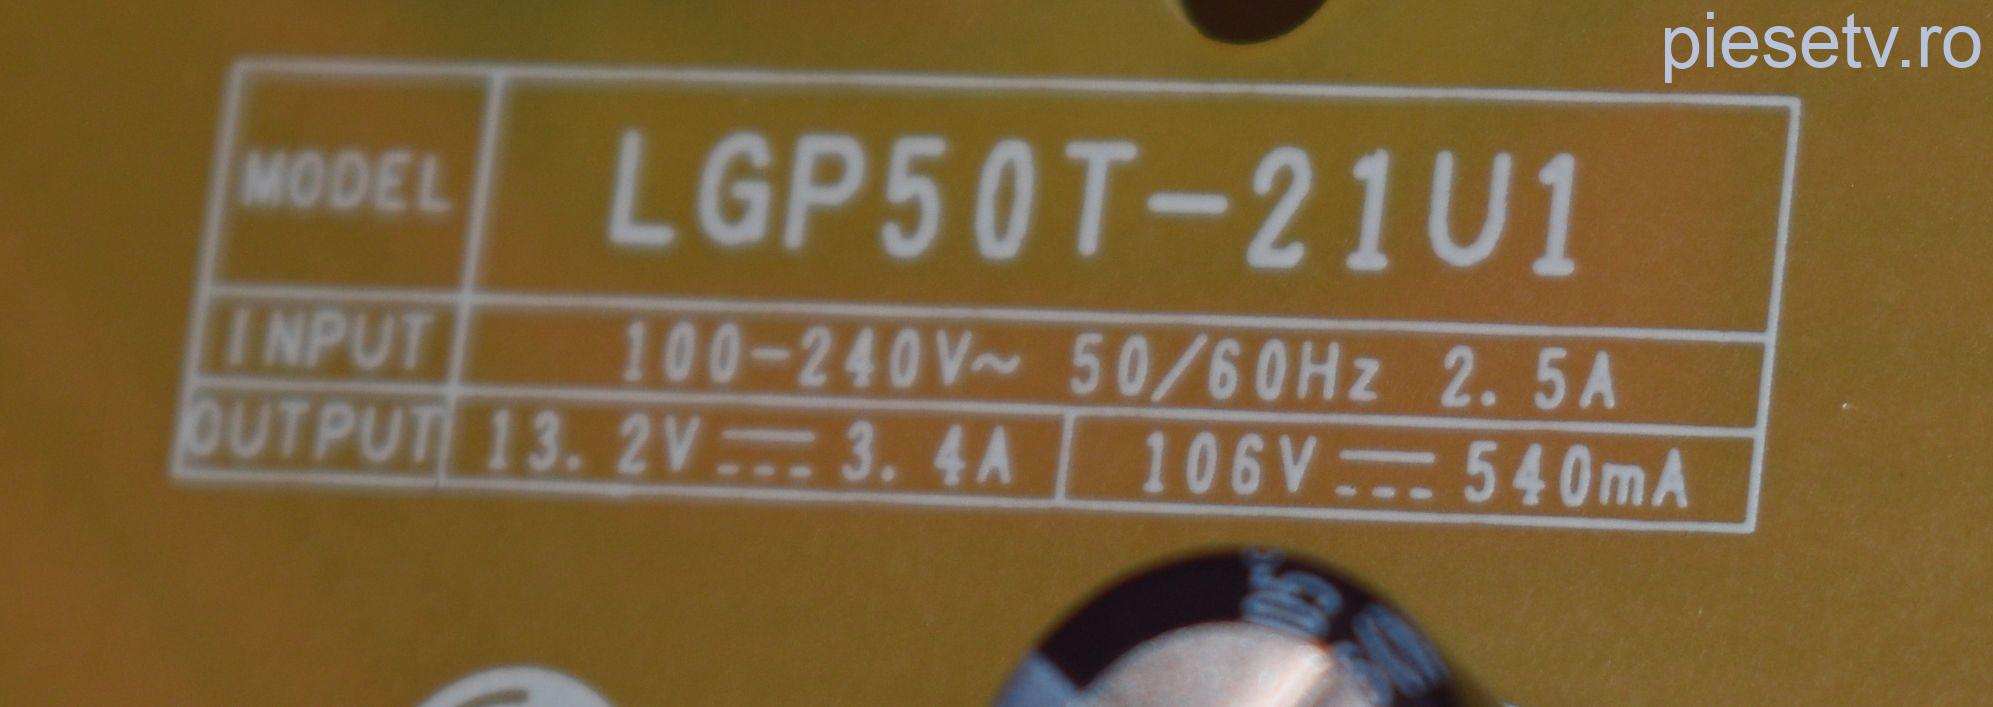 piesetv.ro
MODEL LGP50T-21U1
INPUT 100-240V~ 50/60Hz 2.5A
OUTPUT 13.2V⎓3.4A 106V⎓540mA